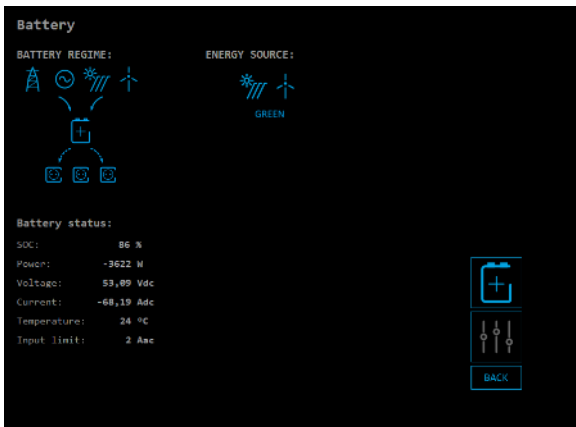 Battery
BATTERY REGIME:
ENERGY SOURCE:
GREEN
Battery status:
SOC: 86 %
Power: -3622 W
Voltage: 53,09 Vdc
Current: -68,19 Adc
Temperature: 24 ºC
Input limit: 2 Aac
BACK